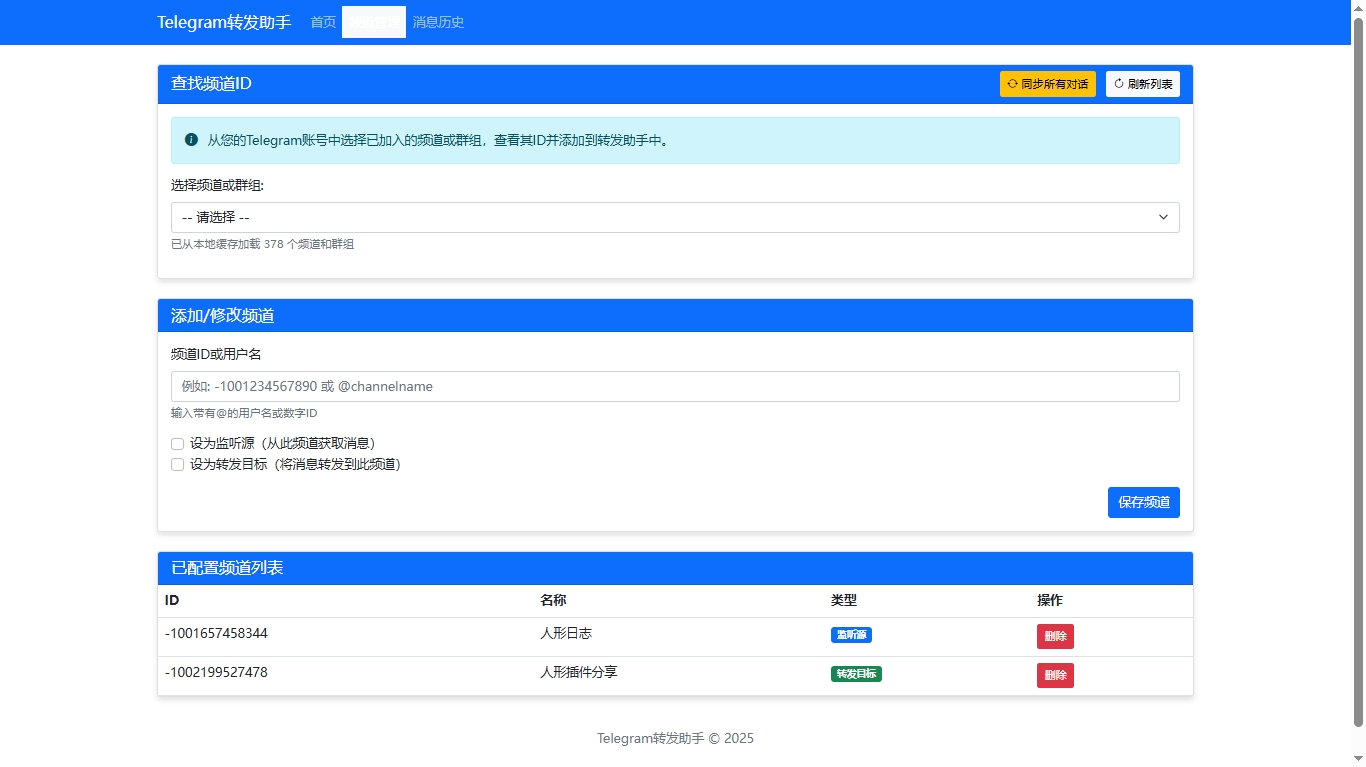 Telegram转发助手 首页 消息历史
查找频道ID
同步所有对话 刷新列表
从您的Telegram账号中选择已加入的频道或群组，查看其ID并添加到转发助手中。
选择频道或群组:
-- 请选择 --
已从本地缓存加载 378 个频道和群组
添加/修改频道
频道ID或用户名
例如: -1001234567890 或 @channelname
输入带有@的用户名或数字ID
设为监听源（从此频道获取消息）
设为转发目标（将消息转发到此频道）
保存频道
已配置频道列表
ID 名称 类型 操作
-1001657458344 人形日志 监听源 删除
-1002199527478 人形插件分享 转发目标 删除
Telegram转发助手 © 2025